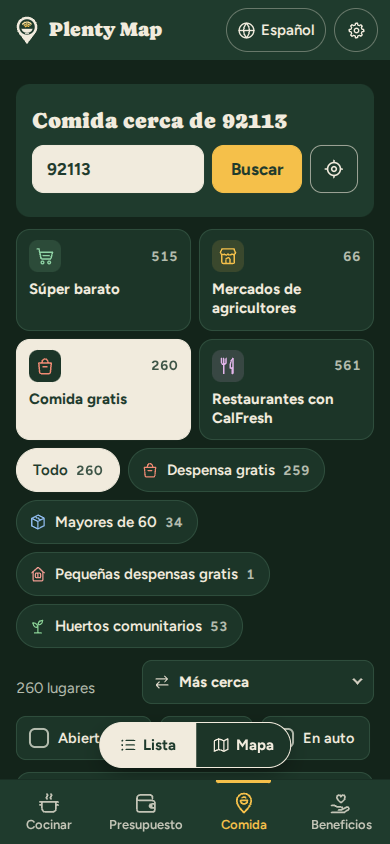 Plenty Map
Español
Comida cerca de 92113
92113
Buscar
515
Súper barato
66
Mercados de
agricultores
260
Comida gratis
561
Restaurantes con
CalFresh
Todo 260
Despensa gratis 259
Mayores de 60 34
Pequeñas despensas gratis 1
Huertos comunitarios 53
260 lugares
Más cerca
En auto
Lista
Mapa
Cocinar
Presupuesto
Comida
Beneficios